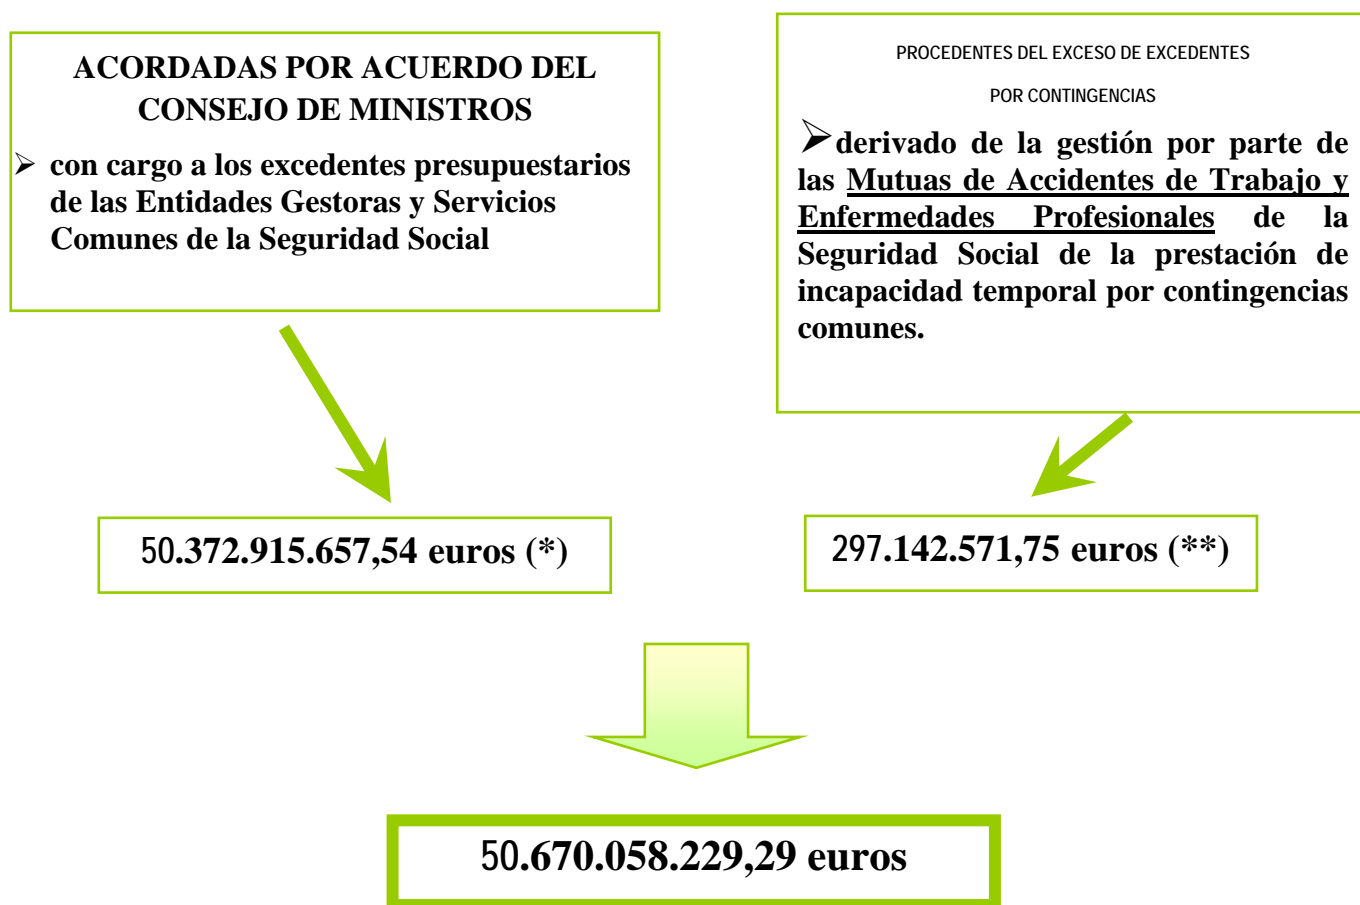 ACORDADAS POR ACUERDO DEL
CONSEJO DE MINISTROS
➢ con cargo a los excedentes presupuestarios
de las Entidades Gestoras y Servicios
Comunes de la Seguridad Social
PROCEDENTES DEL EXCESO DE EXCEDENTES
POR CONTINGENCIAS
➢derivado de la gestión por parte de
las Mutuas de Accidentes de Trabajo y
Enfermedades Profesionales de la
Seguridad Social de la prestación de
incapacidad temporal por contingencias
comunes.
50.372.915.657,54 euros (*)
297.142.571,75 euros (**)
50.670.058.229,29 euros